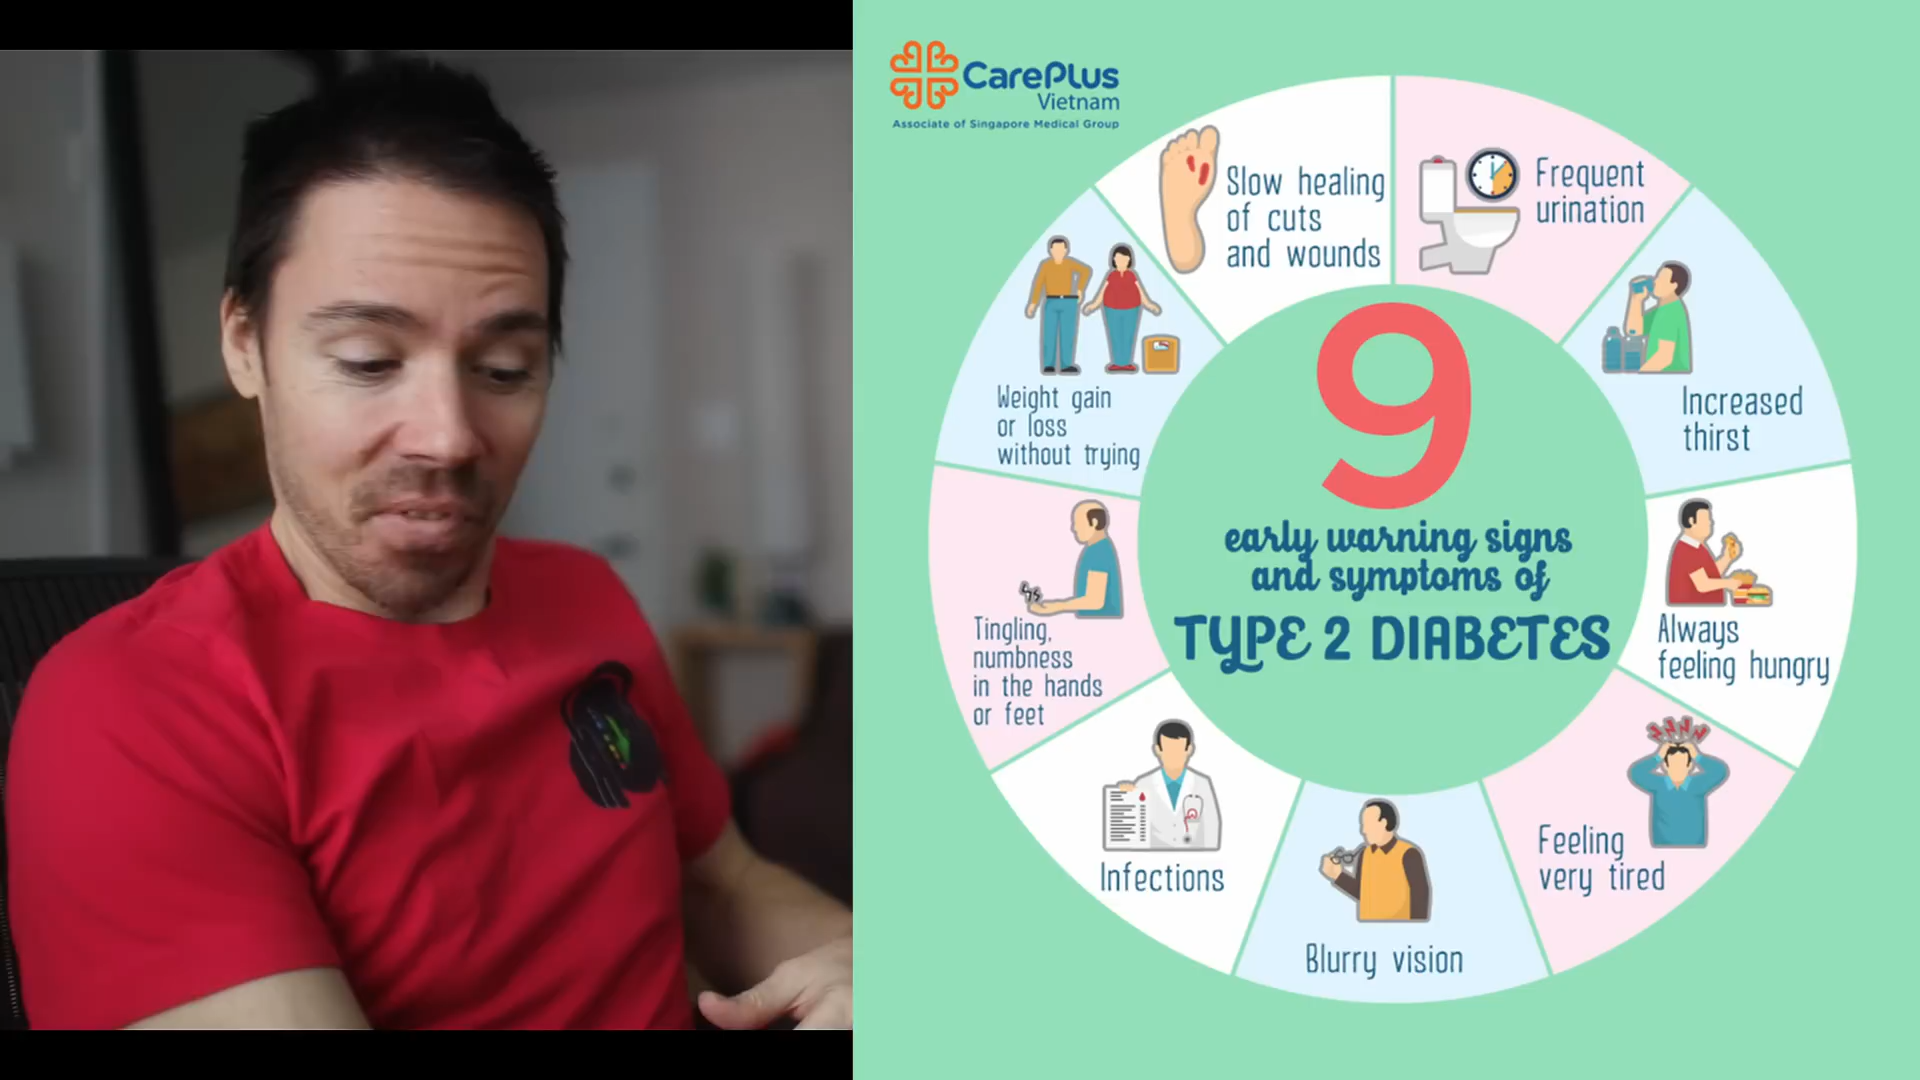 CarePlus
Vietnam
Associate of Singapore Medical Group
Slow healing
of cuts
and wounds
Frequent
urination
Increased
thirst
Always
feeling hungry
Feeling
very tired
Blurry vision
Infections
Tingling,
numbness
in the hands
or feet
Weight gain
or loss
without trying
9
early warning signs
and symptoms of
TYPE 2 DIABETES